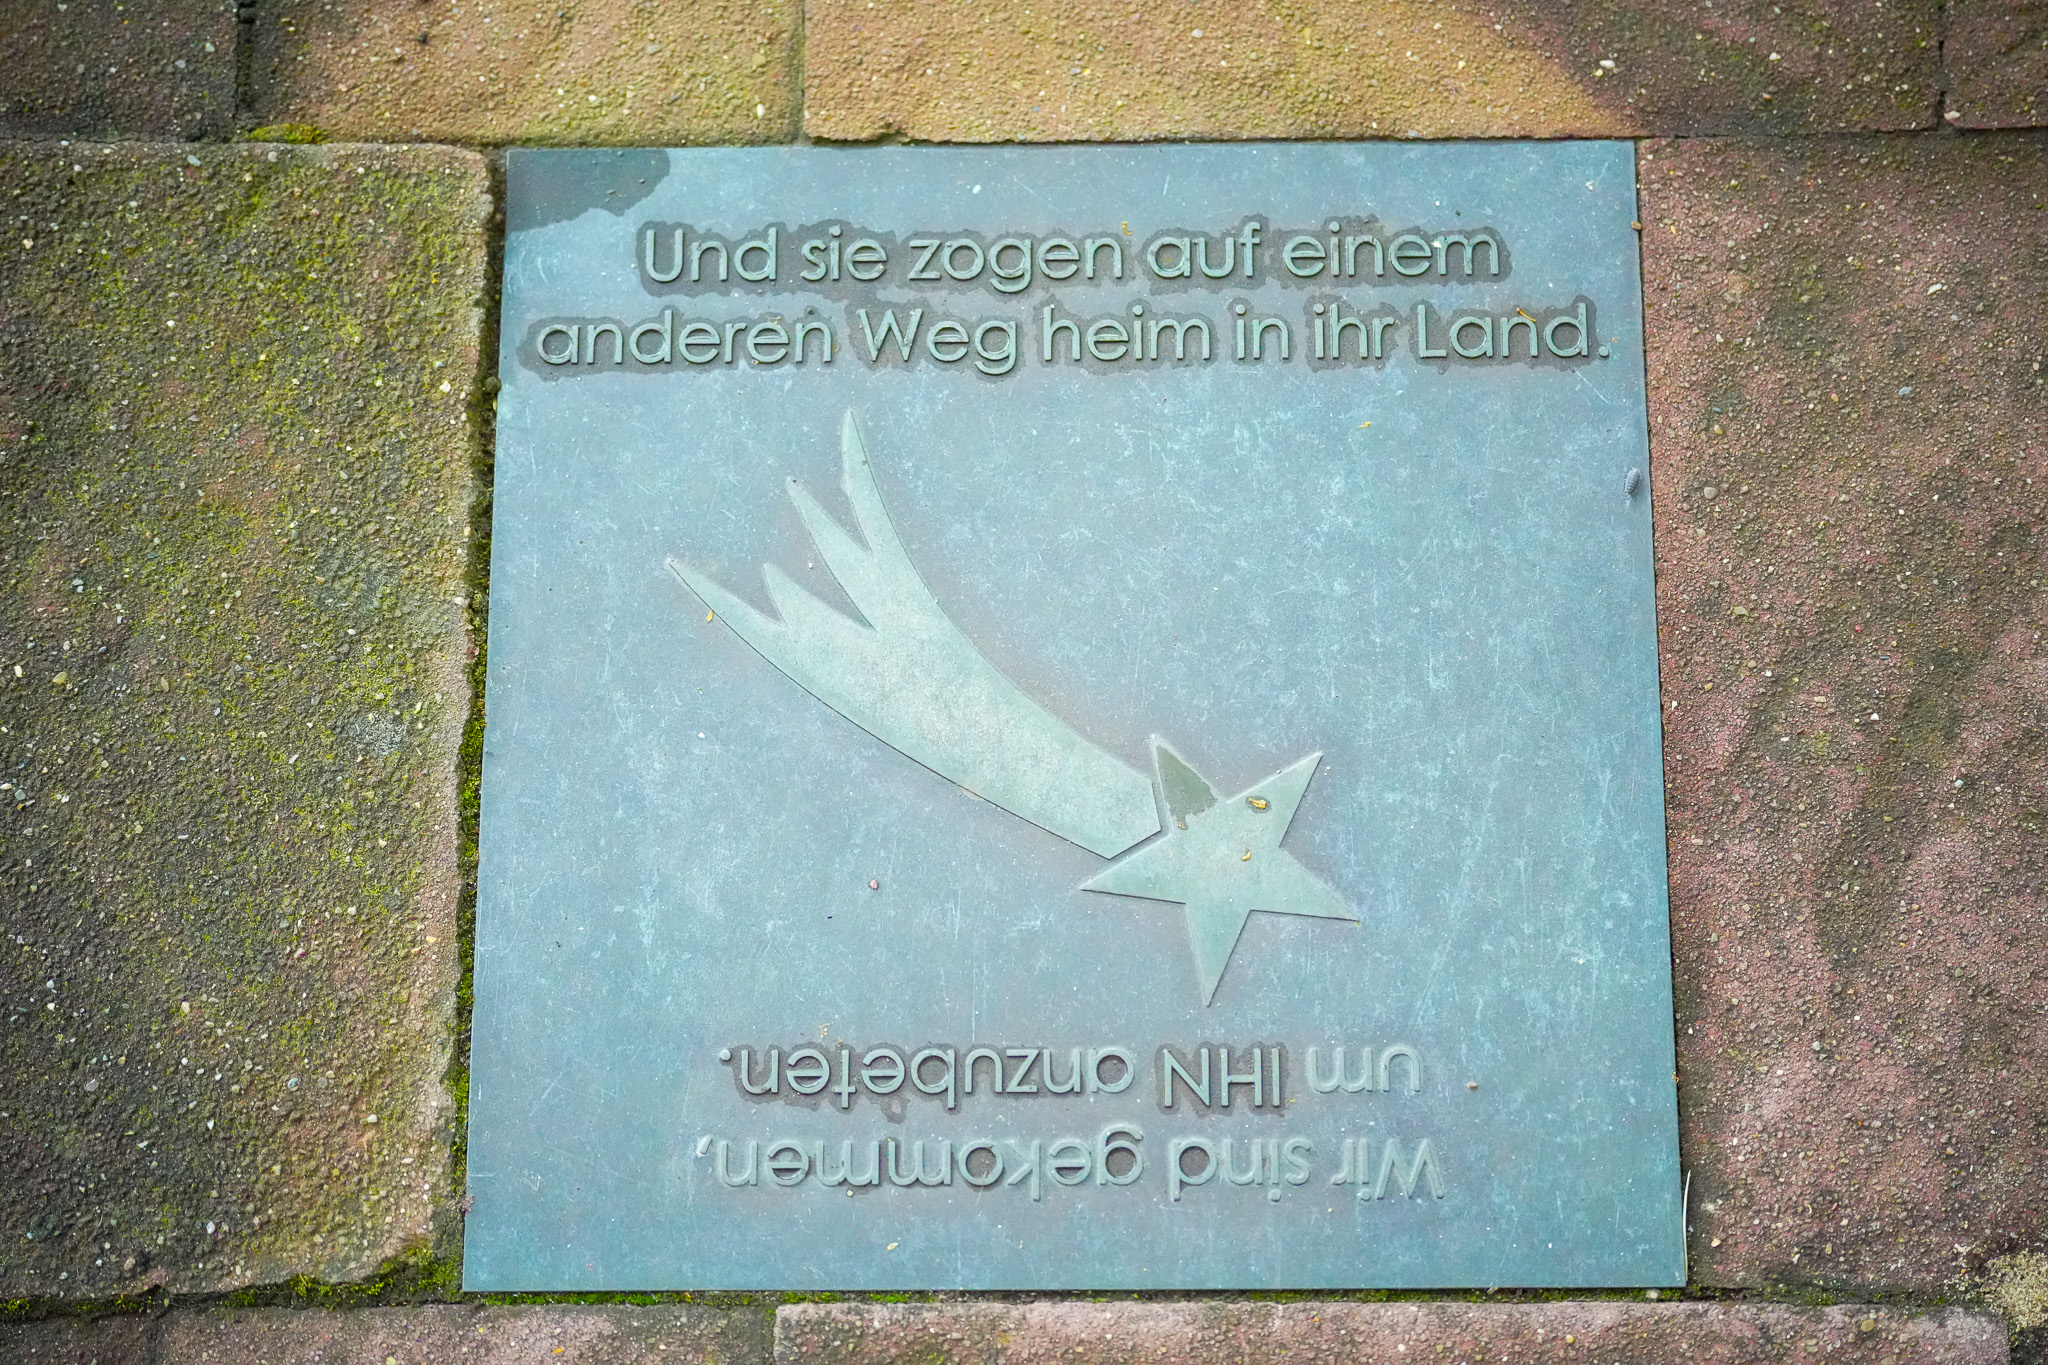 Und sie zogen auf einem
anderen Weg heim in ihr Land.
Wir sind gekommen,
um IHN anzubeten.